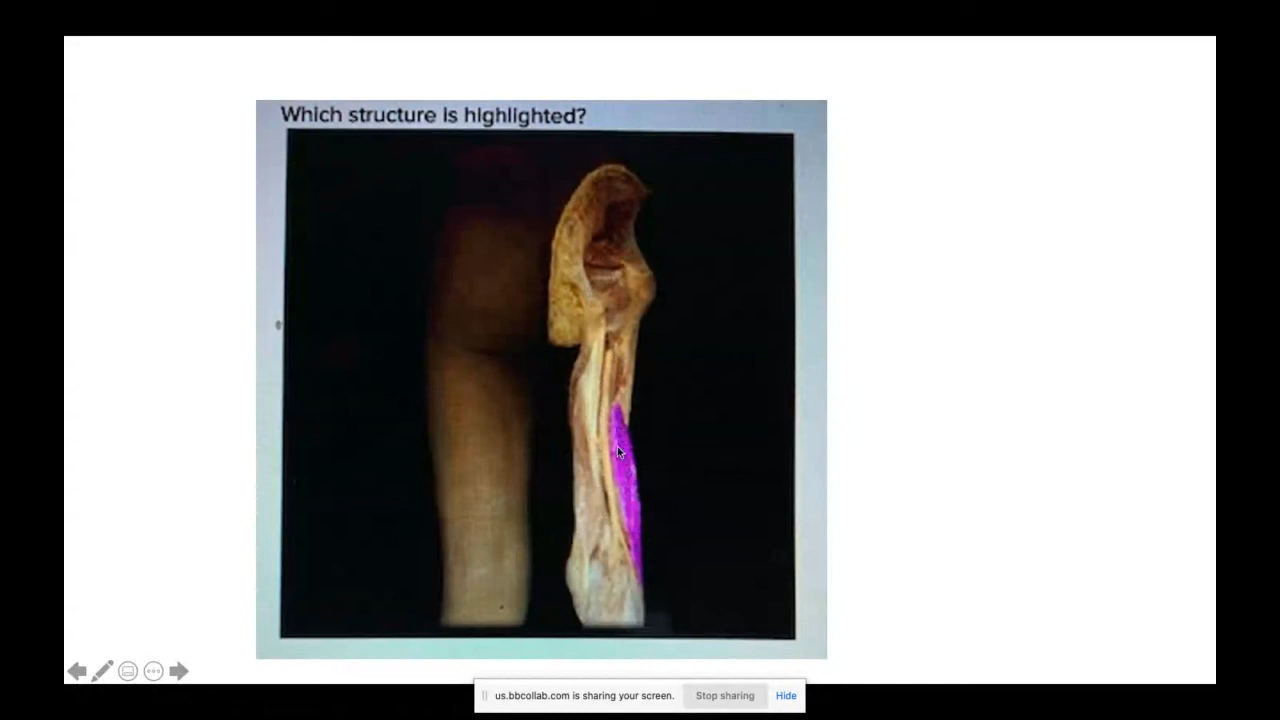 Which structure is highlighted?
us.bbcollab.com is sharing your screen. Stop sharing Hide